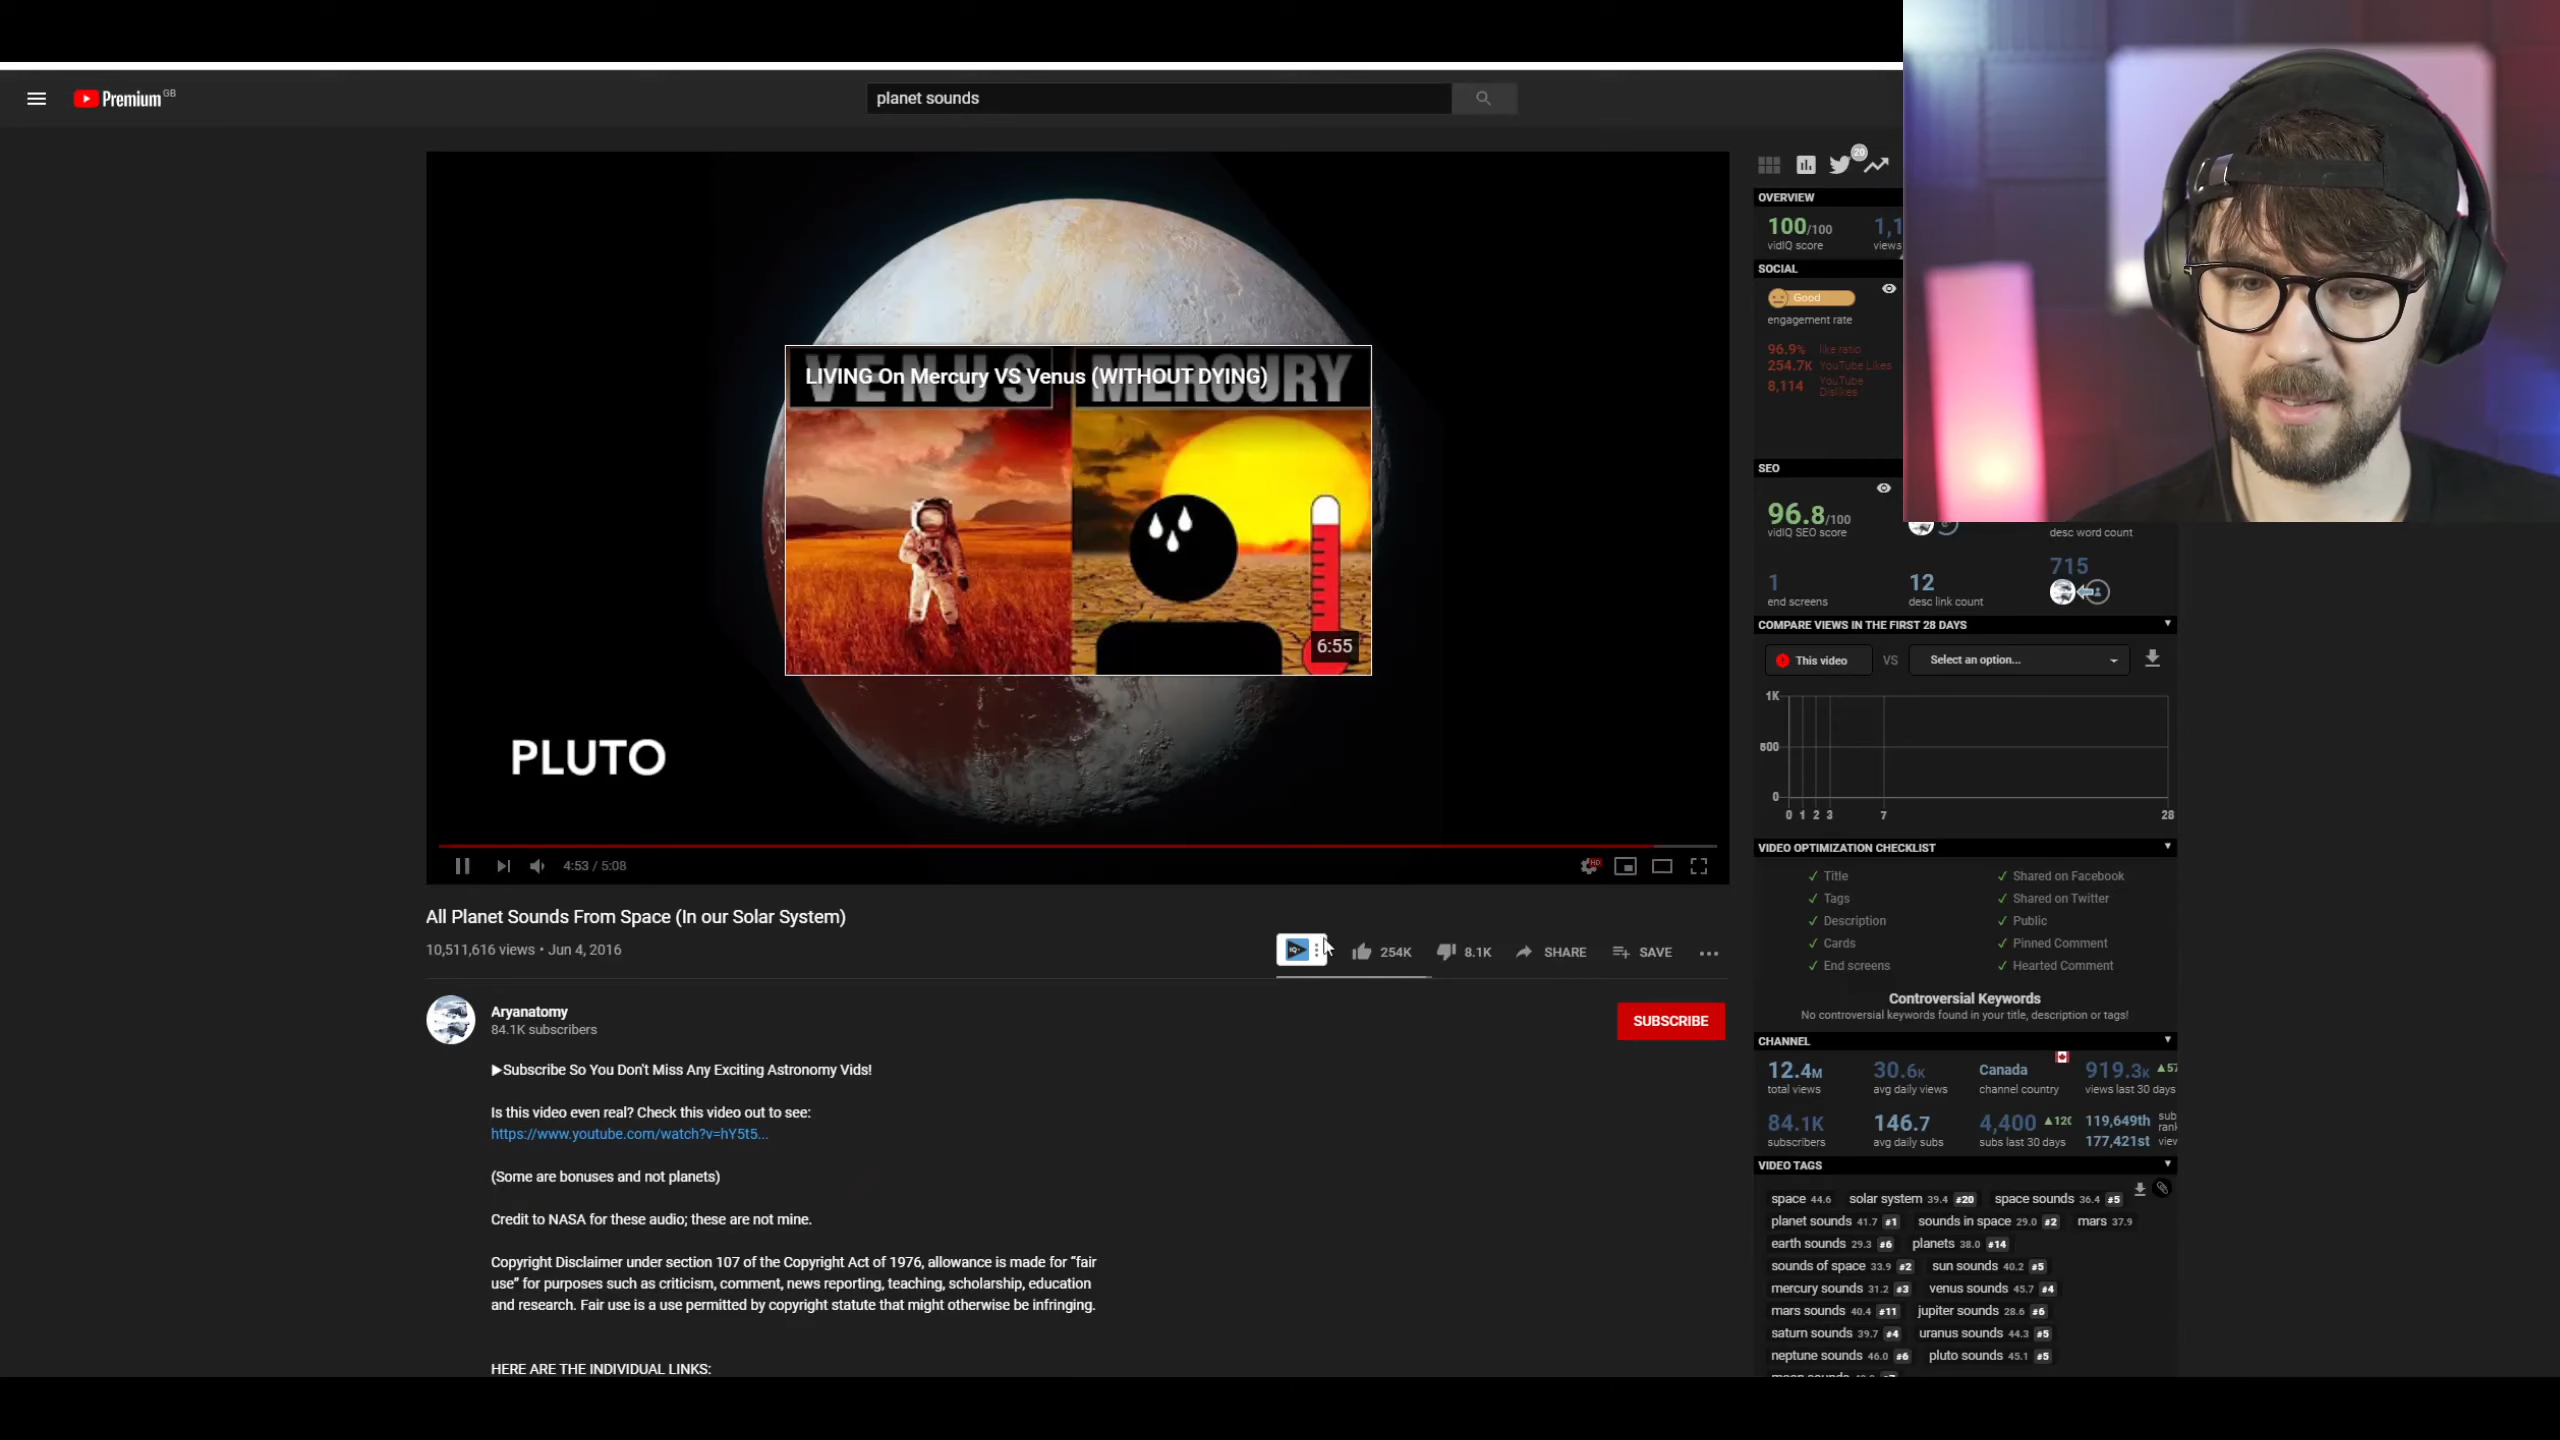 Premium GB
planet sounds
20
OVERVIEW
100/100
vidIQ score
1,1
views
SOCIAL
Good
engagement rate
96.9% like ratio
254.7K YouTube Likes
8,114 YouTube Dislikes
SEO
96.8/100
vidIQ SEO score
desc word count
715
1
end screens
12
desc link count
VENUS MERCURY
LIVING On Mercury VS Venus (WITHOUT DYING)
6:55
PLUTO
4:53 / 5:08
HD
COMPARE VIEWS IN THE FIRST 28 DAYS
This video VS Select an option...
1K
500
0
0 1 2 3 7 28
VIDEO OPTIMIZATION CHECKLIST
✓ Title ✓ Shared on Facebook
✓ Tags ✓ Shared on Twitter
✓ Description ✓ Public
✓ Cards ✓ Pinned Comment
✓ End screens ✓ Hearted Comment
Controversial Keywords
No controversial keywords found in your title, description or tags!
All Planet Sounds From Space (In our Solar System)
10,511,616 views • Jun 4, 2016
254K 8.1K SHARE SAVE
Aryanatomy
84.1K subscribers
SUBSCRIBE
▶Subscribe So You Don't Miss Any Exciting Astronomy Vids!
Is this video even real? Check this video out to see:
https://www.youtube.com/watch?v=hY5t5...
(Some are bonuses and not planets)
Credit to NASA for these audio; these are not mine.
Copyright Disclaimer under section 107 of the Copyright Act of 1976, allowance is made for “fair
use” for purposes such as criticism, comment, news reporting, teaching, scholarship, education
and research. Fair use is a use permitted by copyright statute that might otherwise be infringing.
HERE ARE THE INDIVIDUAL LINKS:
CHANNEL
12.4M 30.6K Canada 919.3K ▲57
total views avg daily views channel country views last 30 days
84.1K 146.7 4,400 ▲120 119,649th sub rank
subscribers avg daily subs subs last 30 days 177,421st view
VIDEO TAGS
space 44.6 solar system 39.4 #20 space sounds 36.4 #5
planet sounds 41.7 #1 sounds in space 29.0 #2 mars 37.9
earth sounds 29.3 #6 planets 38.0 #14
sounds of space 33.9 #2 sun sounds 40.2 #5
mercury sounds 31.2 #3 venus sounds 45.7 #4
mars sounds 40.4 #11 jupiter sounds 28.6 #6
saturn sounds 39.7 #4 uranus sounds 44.3 #5
neptune sounds 46.0 #6 pluto sounds 45.1 #5